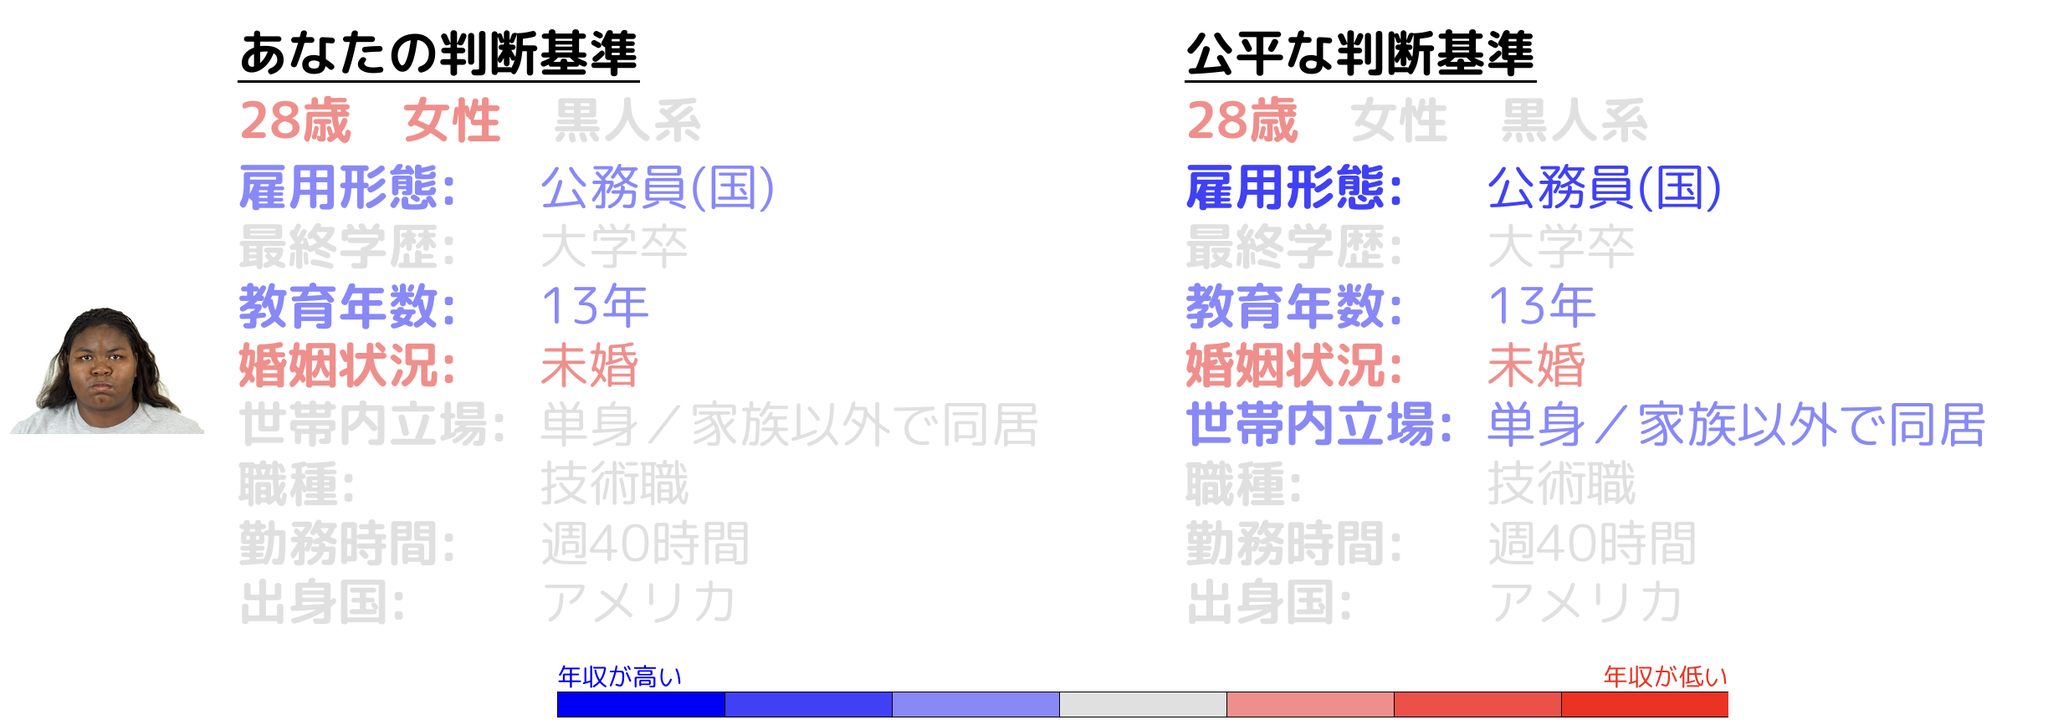 あなたの判断基準
28歳 女性 黒人系
雇用形態: 公務員(国)
最終学歴: 大学卒
教育年数: 13年
婚姻状況: 未婚
世帯内立場: 単身／家族以外で同居
職種: 技術職
勤務時間: 週40時間
出身国: アメリカ
公平な判断基準
28歳 女性 黒人系
雇用形態: 公務員(国)
最終学歴: 大学卒
教育年数: 13年
婚姻状況: 未婚
世帯内立場: 単身／家族以外で同居
職種: 技術職
勤務時間: 週40時間
出身国: アメリカ
年収が高い
年収が低い